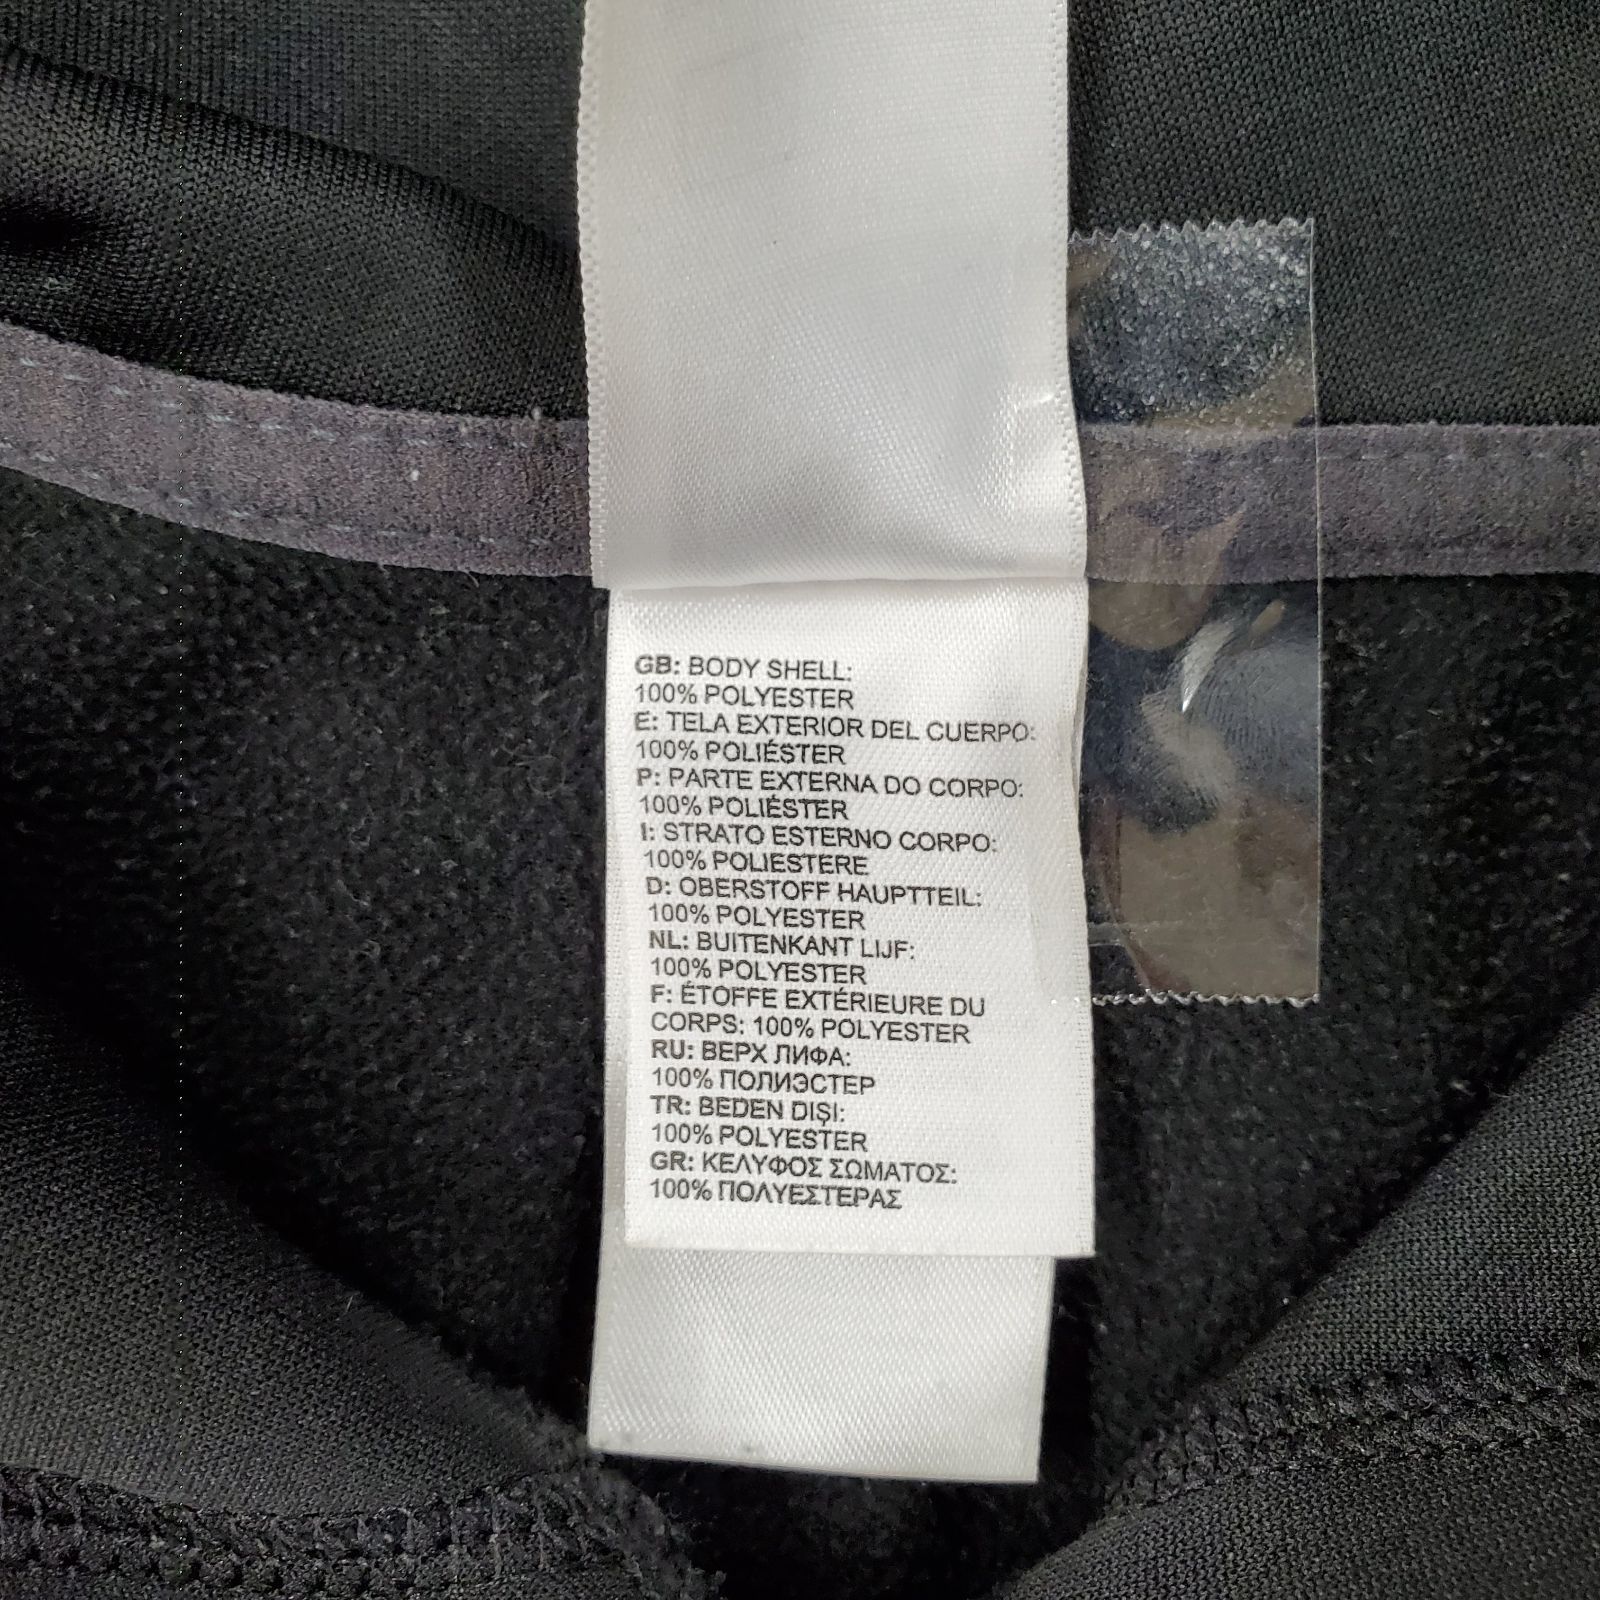 GB: BODY SHELL:
100% POLYESTER
E: TELA EXTERIOR DEL CUERPO:
100% POLIÉSTER
P: PARTE EXTERNA DO CORPO:
100% POLIÉSTER
I: STRATO ESTERNO CORPO:
100% POLIESTERE
D: OBERSTOFF HAUPTTEIL:
100% POLYESTER
NL: BUITENKANT LIJF:
100% POLYESTER
F: ÉTOFFE EXTÉRIEURE DU
CORPS: 100% POLYESTER
RU: ВЕРХ ЛИФА:
100% ПОЛИЭСТЕР
TR: BEDEN DIŞI:
100% POLYESTER
GR: ΚΕΛΥΦΟΣ ΣΩΜΑΤΟΣ:
100% ΠΟΛΥΕΣΤΕΡΑΣ